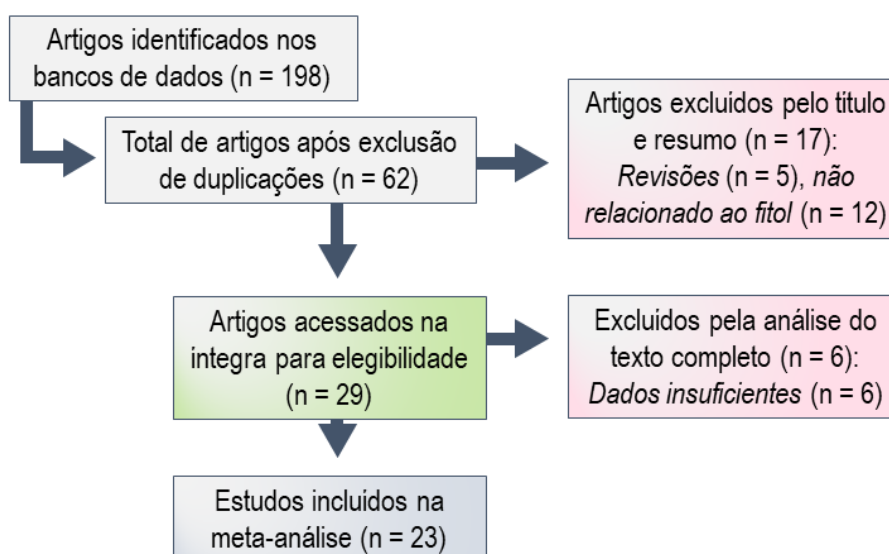 Artigos identificados nos
bancos de dados (n = 198)
Total de artigos após exclusão
de duplicações (n = 62)
Artigos excluídos pelo título
e resumo (n = 17):
Revisões (n = 5), não
relacionado ao fitol (n = 12)
Artigos acessados na
íntegra para elegibilidade
(n = 29)
Excluídos pela análise do
texto completo (n = 6):
Dados insuficientes (n = 6)
Estudos incluídos na
meta-análise (n = 23)